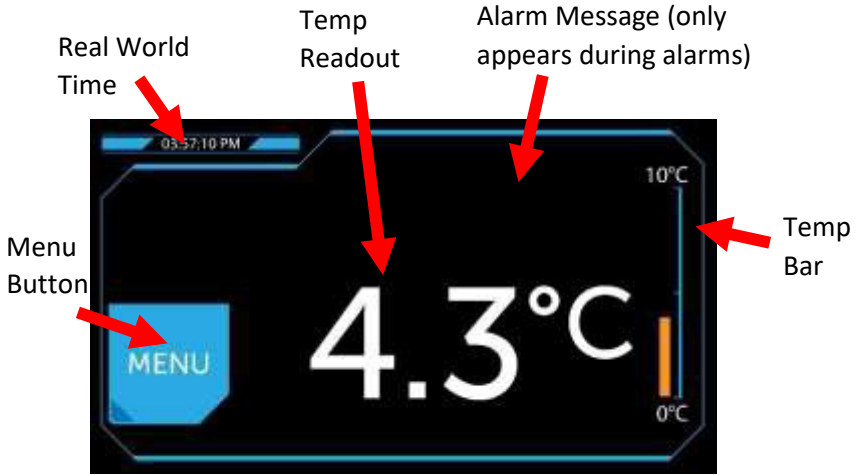 Real World
Time
Temp
Readout
Alarm Message (only
appears during alarms)
03:57:10 PM
10°C
Menu
Button
Temp
Bar
4.3°C
MENU
0°C